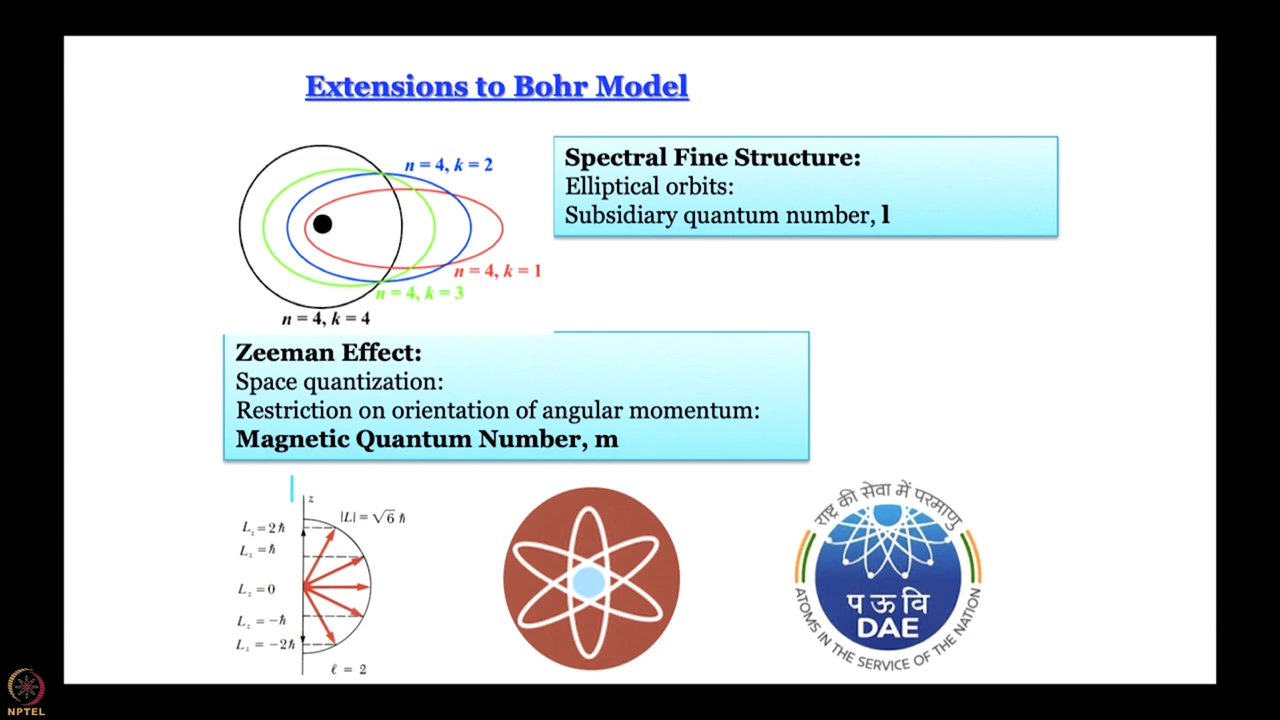 Extensions to Bohr Model
n = 4, k = 2
n = 4, k = 1
n = 4, k = 3
n = 4, k = 4
Spectral Fine Structure:
Elliptical orbits:
Subsidiary quantum number, l
Zeeman Effect:
Space quantization:
Restriction on orientation of angular momentum:
Magnetic Quantum Number, m
z
|L| = √6 ħ
L_z = 2ħ
L_z = ħ
L_z = 0
L_z = −ħ
L_z = −2ħ
ℓ = 2
राष्ट्र की सेवा में परमाणु
प ऊ वि
DAE
ATOMS IN THE SERVICE OF THE NATION
NPTEL